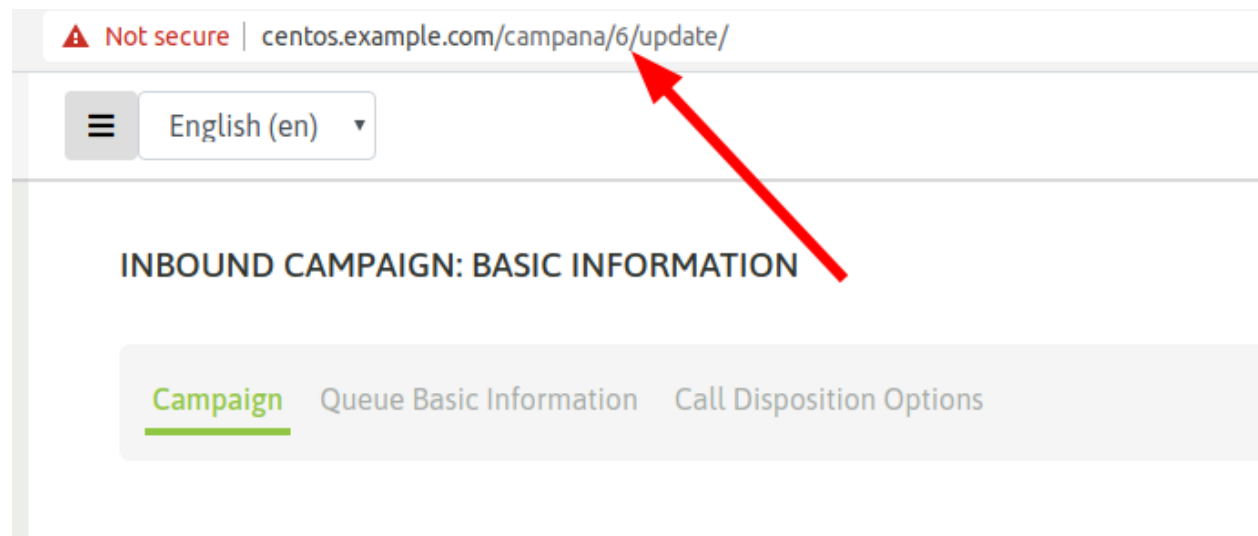 Not secure | centos.example.com/campana/6/update/
English (en)
INBOUND CAMPAIGN: BASIC INFORMATION
Campaign Queue Basic Information Call Disposition Options